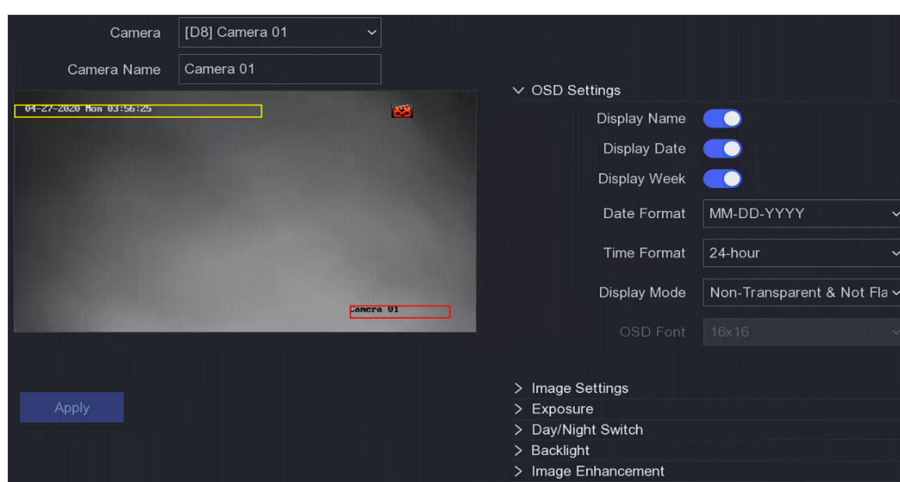 Camera
[D8] Camera 01
Camera Name
Camera 01
04-27-2020 Mon 03:56:25
Camera 01
Apply
OSD Settings
Display Name
Display Date
Display Week
Date Format
MM-DD-YYYY
Time Format
24-hour
Display Mode
Non-Transparent & Not Fla
OSD Font
16x16
Image Settings
Exposure
Day/Night Switch
Backlight
Image Enhancement